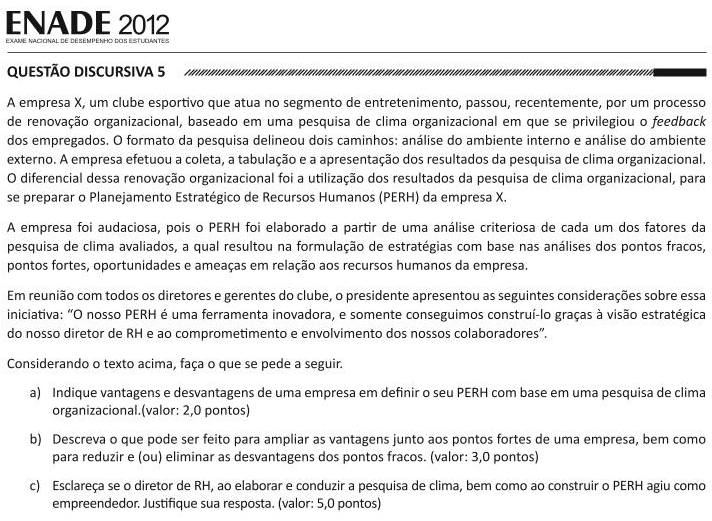 ENADE 2012
EXAME NACIONAL DE DESEMPENHO DOS ESTUDANTES
QUESTÃO DISCURSIVA 5
A empresa X, um clube esportivo que atua no segmento de entretenimento, passou, recentemente, por um processo
de renovação organizacional, baseado em uma pesquisa de clima organizacional em que se privilegiou o feedback
dos empregados. O formato da pesquisa delineou dois caminhos: análise do ambiente interno e análise do ambiente
externo. A empresa efetuou a coleta, a tabulação e a apresentação dos resultados da pesquisa de clima organizacional.
O diferencial dessa renovação organizacional foi a utilização dos resultados da pesquisa de clima organizacional, para
se preparar o Planejamento Estratégico de Recursos Humanos (PERH) da empresa X.
A empresa foi audaciosa, pois o PERH foi elaborado a partir de uma análise criteriosa de cada um dos fatores da
pesquisa de clima avaliados, a qual resultou na formulação de estratégias com base nas análises dos pontos fracos,
pontos fortes, oportunidades e ameaças em relação aos recursos humanos da empresa.
Em reunião com todos os diretores e gerentes do clube, o presidente apresentou as seguintes considerações sobre essa
iniciativa: “O nosso PERH é uma ferramenta inovadora, e somente conseguimos construí-lo graças à visão estratégica
do nosso diretor de RH e ao comprometimento e envolvimento dos nossos colaboradores”.
Considerando o texto acima, faça o que se pede a seguir.
a) Indique vantagens e desvantagens de uma empresa em definir o seu PERH com base em uma pesquisa de clima
organizacional.(valor: 2,0 pontos)
b) Descreva o que pode ser feito para ampliar as vantagens junto aos pontos fortes de uma empresa, bem como
para reduzir e (ou) eliminar as desvantagens dos pontos fracos. (valor: 3,0 pontos)
c) Esclareça se o diretor de RH, ao elaborar e conduzir a pesquisa de clima, bem como ao construir o PERH agiu como
empreendedor. Justifique sua resposta. (valor: 5,0 pontos)